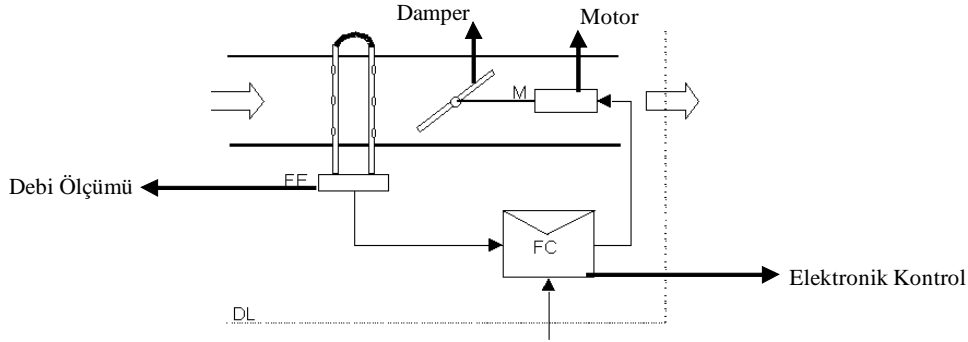 Damper
Motor
M
Debi Ölçümü
FE
FC
Elektronik Kontrol
DL